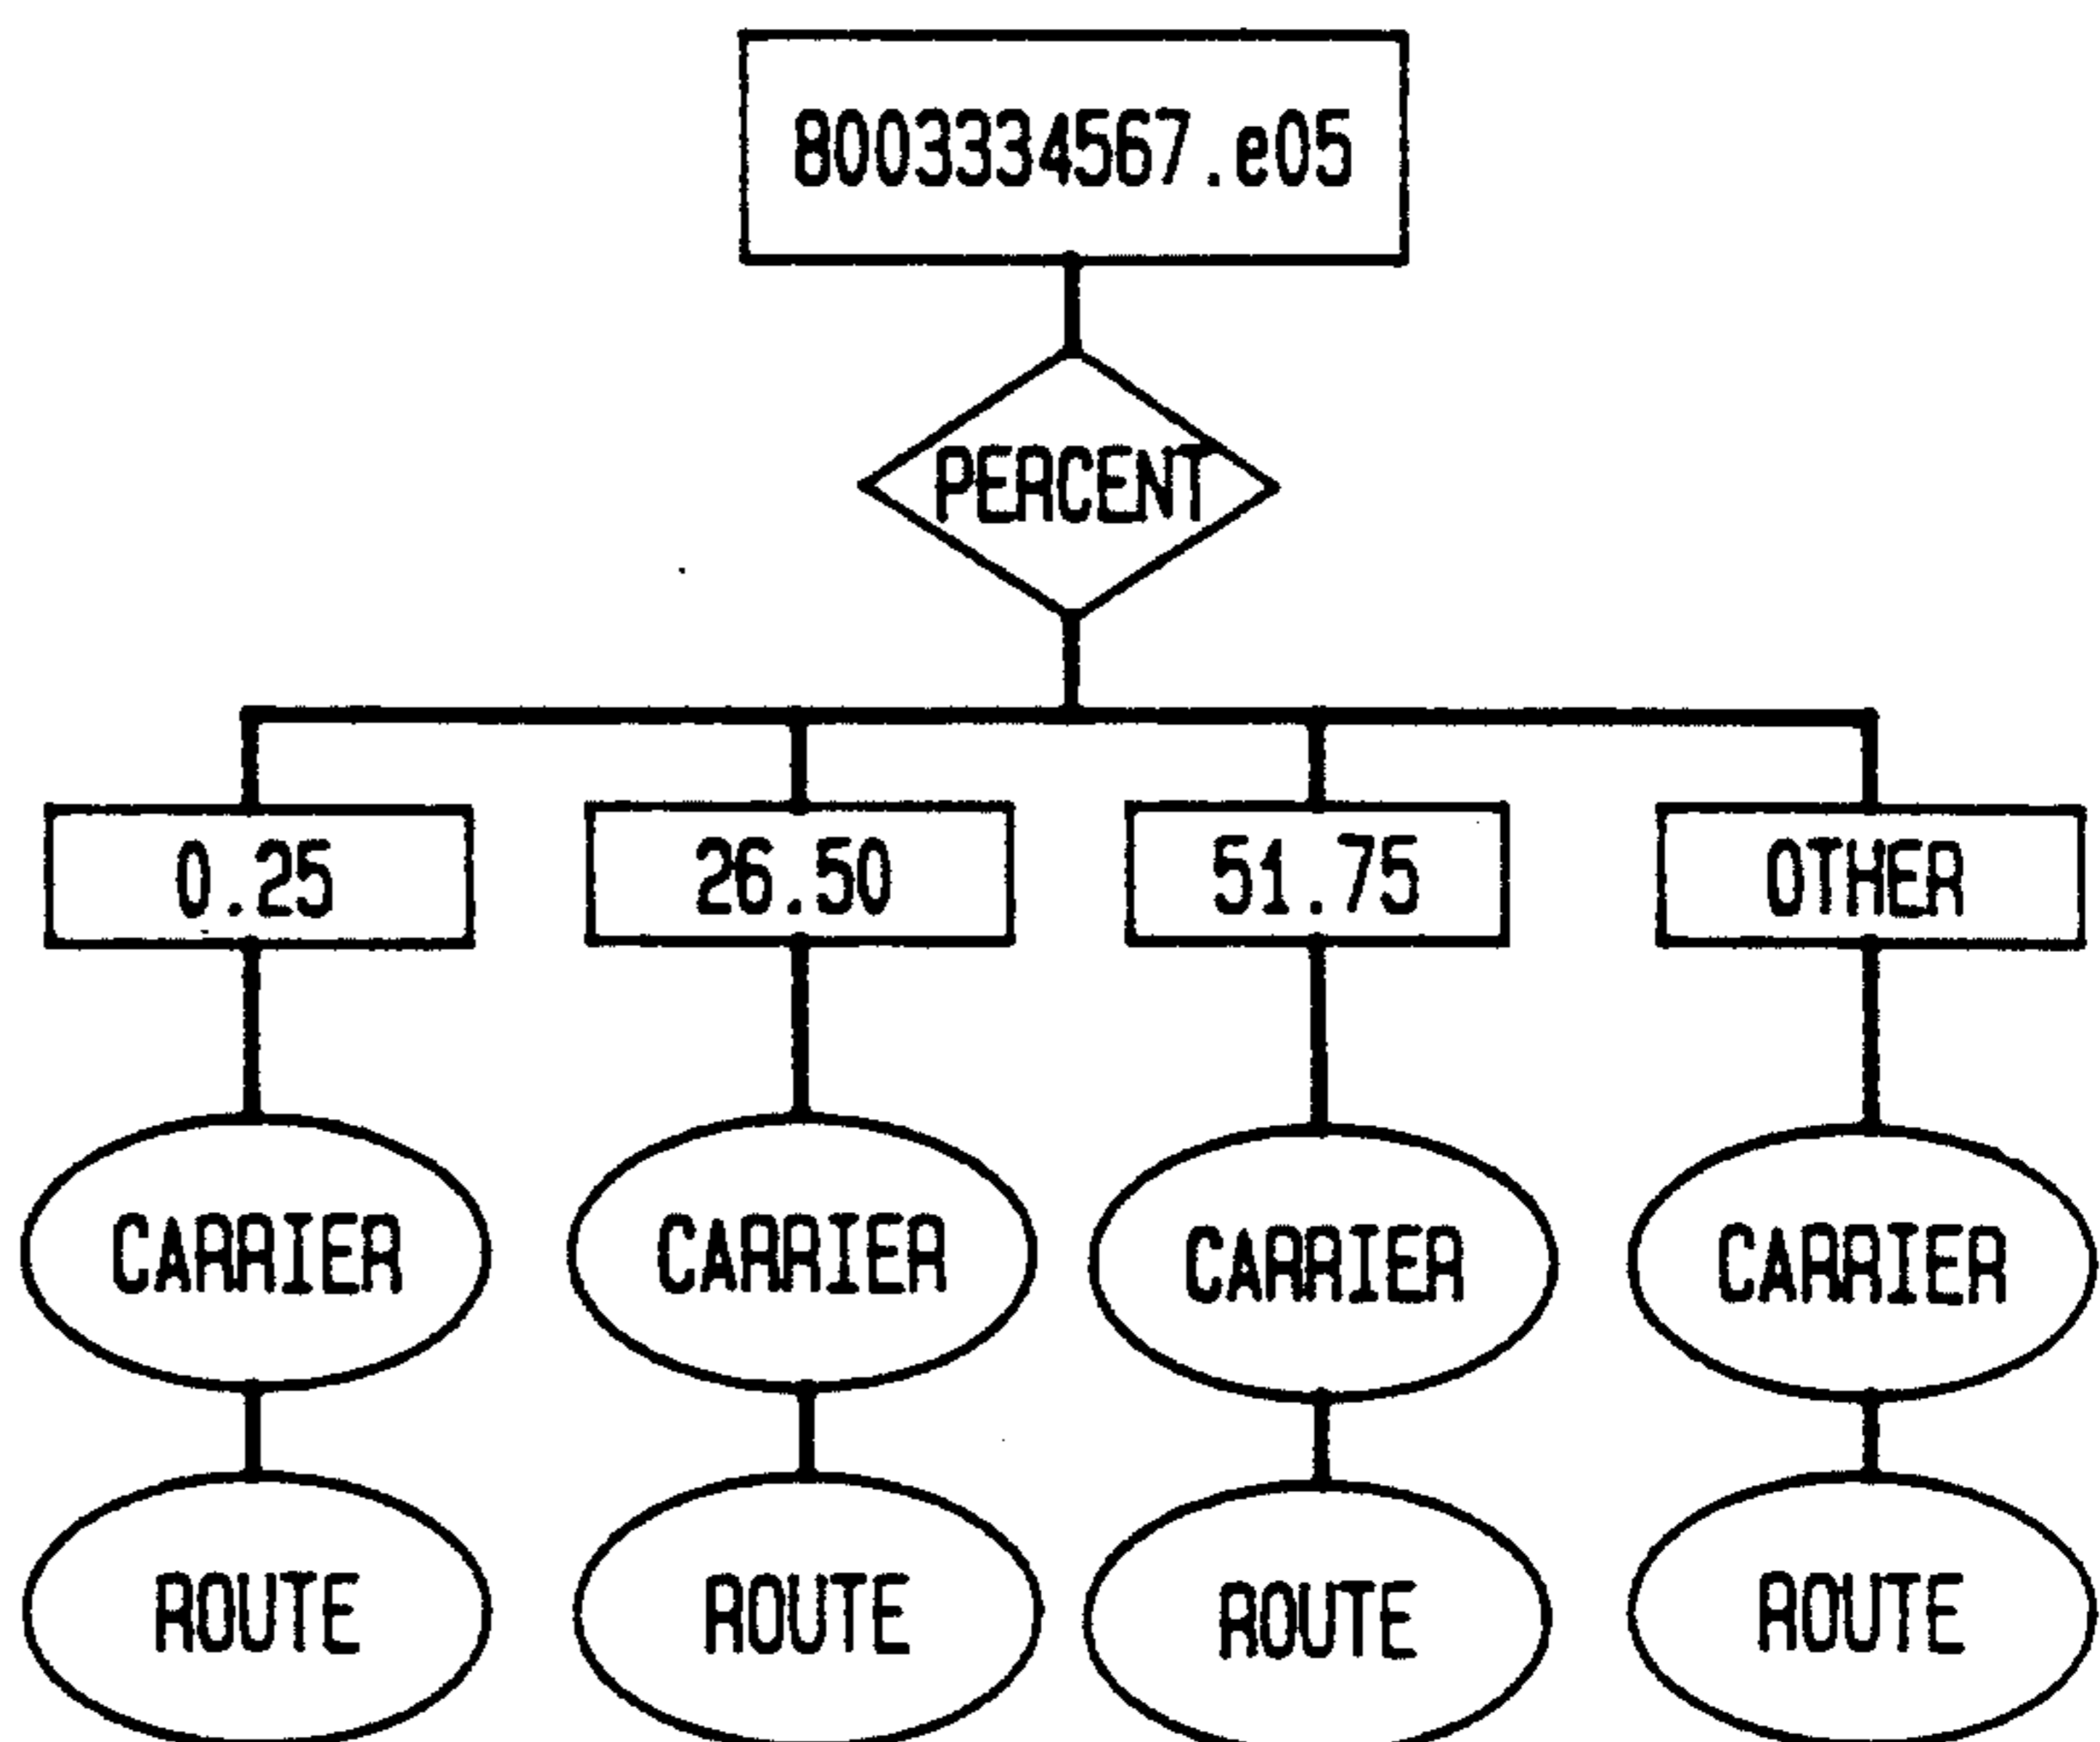 8003334567.e05
PERCENT
0.25 26.50 51.75 OTHER
CARRIER CARRIER CARRIER CARRIER
ROUTE ROUTE ROUTE ROUTE